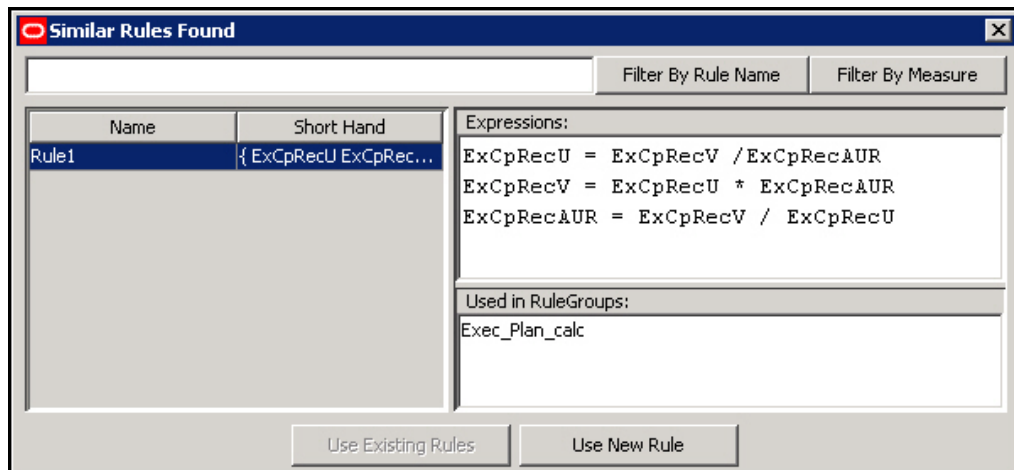 Similar Rules Found
Filter By Rule Name Filter By Measure
Name Short Hand
Rule1 { ExCpRecU ExCpRec...
Expressions:
ExCpRecU = ExCpRecV /ExCpRecAUR
ExCpRecV = ExCpRecU * ExCpRecAUR
ExCpRecAUR = ExCpRecV / ExCpRecU
Used in RuleGroups:
Exec_Plan_calc
Use Existing Rules Use New Rule